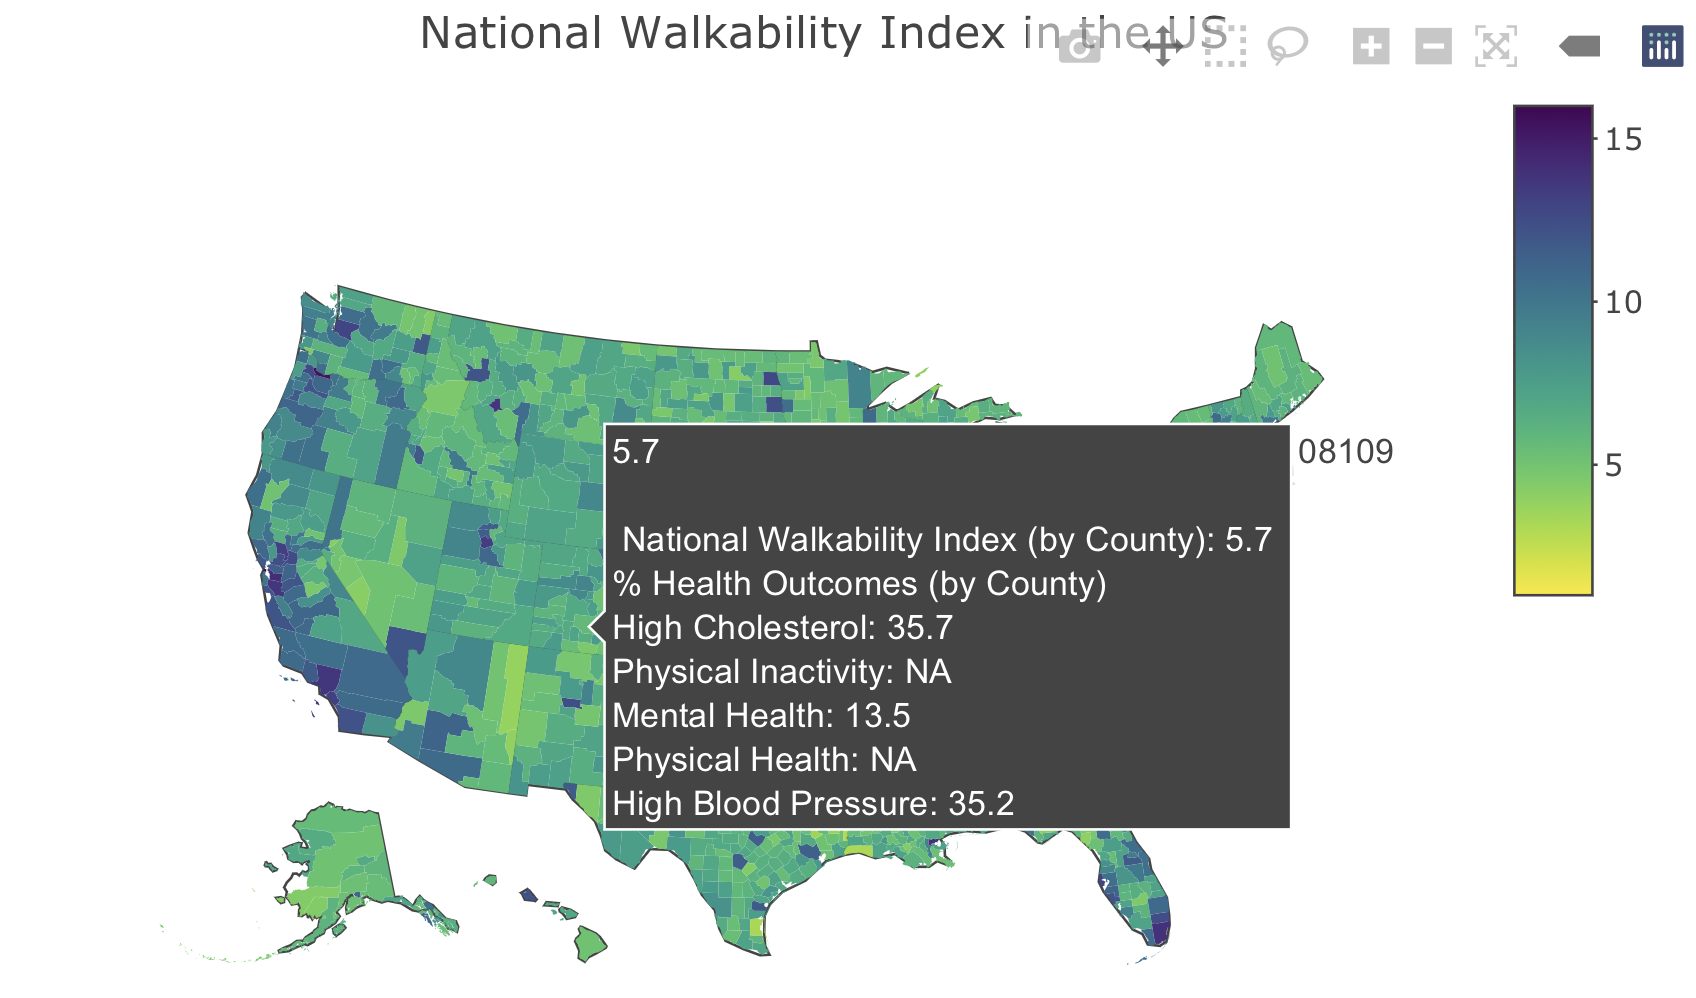 National Walkability Index in the US
15
10
5
5.7
08109
National Walkability Index (by County): 5.7
% Health Outcomes (by County)
High Cholesterol: 35.7
Physical Inactivity: NA
Mental Health: 13.5
Physical Health: NA
High Blood Pressure: 35.2